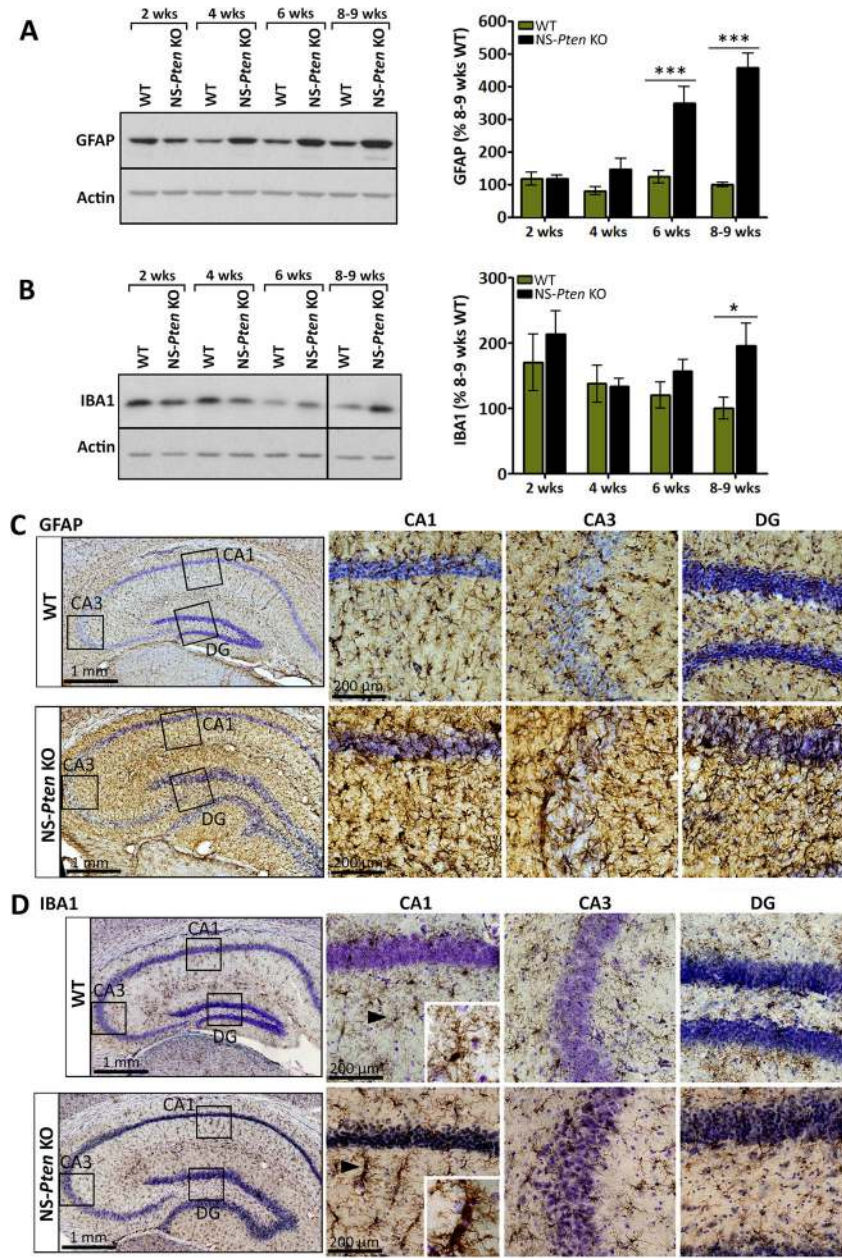 A
2 wks 4 wks 6 wks 8-9 wks
WT NS-Pten KO WT NS-Pten KO WT NS-Pten KO WT NS-Pten KO
GFAP
Actin
GFAP (% 8-9 wks WT)
600
500
400
300
200
100
0
WT
NS-Pten KO
*** ***
2 wks 4 wks 6 wks 8-9 wks
B
2 wks 4 wks 6 wks 8-9 wks
WT NS-Pten KO WT NS-Pten KO WT NS-Pten KO WT NS-Pten KO
IBA1
Actin
IBA1 (% 8-9 wks WT)
300
200
100
0
WT
NS-Pten KO
*
2 wks 4 wks 6 wks 8-9 wks
C GFAP
CA1 CA3 DG
WT
CA1
CA3
DG
1 mm
200 µm
NS-Pten KO
CA1
CA3
DG
1 mm
200 µm
D IBA1
CA1 CA3 DG
WT
CA1
CA3
DG
1 mm
200 µm
NS-Pten KO
CA1
CA3
DG
1 mm
200 µm